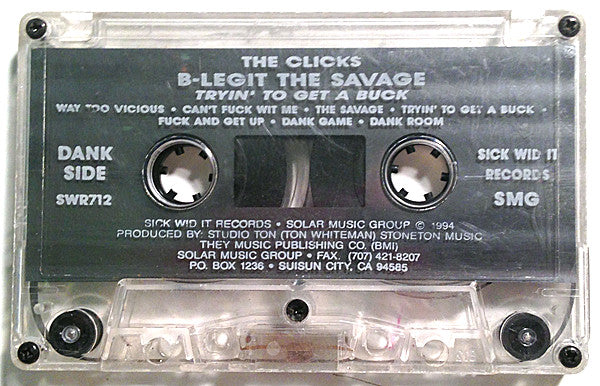 THE CLICKS
B-LEGIT THE SAVAGE
TRYIN' TO GET A BUCK
WAY TOO VICIOUS • CAN'T FUCK WIT ME • THE SAVAGE • TRYIN' TO GET A BUCK •
FUCK AND GET UP • DANK GAME • DANK ROOM
DANK SIDE
SWR712
SICK WID IT RECORDS
SMG
SICK WID IT RECORDS • SOLAR MUSIC GROUP © 1994
PRODUCED BY: STUDIO TON (TON WHITEMAN) STONETON MUSIC
THEY MUSIC PUBLISHING CO. (BMI)
SOLAR MUSIC GROUP • FAX. (707) 421-8207
P.O. BOX 1236 • SUISUN CITY, CA 94585